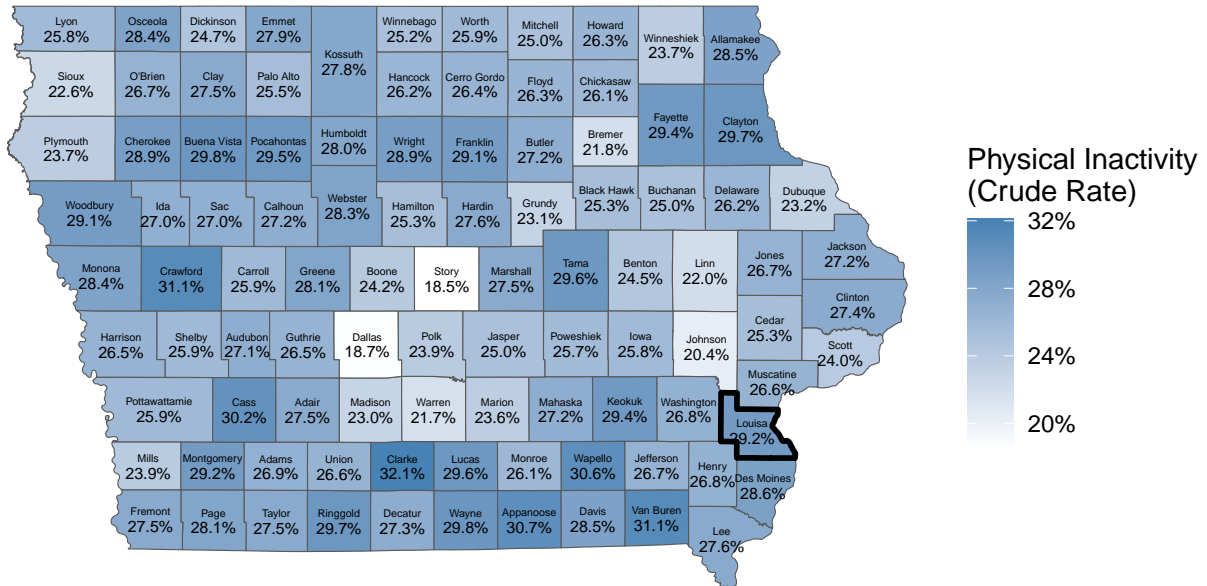 Lyon
25.8%
Osceola
28.4%
Dickinson
24.7%
Emmet
27.9%
Kossuth
27.8%
Winnebago
25.2%
Worth
25.9%
Mitchell
25.0%
Howard
26.3%
Winneshiek
23.7%
Allamakee
28.5%
Sioux
22.6%
O'Brien
26.7%
Clay
27.5%
Palo Alto
25.5%
Hancock
26.2%
Cerro Gordo
26.4%
Floyd
26.3%
Chickasaw
26.1%
Plymouth
23.7%
Cherokee
28.9%
Buena Vista
29.8%
Pocahontas
29.5%
Humboldt
28.0%
Wright
28.9%
Franklin
29.1%
Butler
27.2%
Bremer
21.8%
Fayette
29.4%
Clayton
29.7%
Woodbury
29.1%
Ida
27.0%
Sac
27.0%
Calhoun
27.2%
Webster
28.3%
Hamilton
25.3%
Hardin
27.6%
Grundy
23.1%
Black Hawk
25.3%
Buchanan
25.0%
Delaware
26.2%
Dubuque
23.2%
Monona
28.4%
Crawford
31.1%
Carroll
25.9%
Greene
28.1%
Boone
24.2%
Story
18.5%
Marshall
27.5%
Tama
29.6%
Benton
24.5%
Linn
22.0%
Jones
26.7%
Jackson
27.2%
Clinton
27.4%
Harrison
26.5%
Shelby
25.9%
Audubon
27.1%
Guthrie
26.5%
Dallas
18.7%
Polk
23.9%
Jasper
25.0%
Poweshiek
25.7%
Iowa
25.8%
Johnson
20.4%
Cedar
25.3%
Scott
24.0%
Muscatine
26.6%
Pottawattamie
25.9%
Cass
30.2%
Adair
27.5%
Madison
23.0%
Warren
21.7%
Marion
23.6%
Mahaska
27.2%
Keokuk
29.4%
Washington
26.8%
Louisa
29.2%
Mills
23.9%
Montgomery
29.2%
Adams
26.9%
Union
26.6%
Clarke
32.1%
Lucas
29.6%
Monroe
26.1%
Wapello
30.6%
Jefferson
26.7%
Henry
26.8%
Des Moines
28.6%
Fremont
27.5%
Page
28.1%
Taylor
27.5%
Ringgold
29.7%
Decatur
27.3%
Wayne
29.8%
Appanoose
30.7%
Davis
28.5%
Van Buren
31.1%
Lee
27.6%
Physical Inactivity
(Crude Rate)
32%
28%
24%
20%